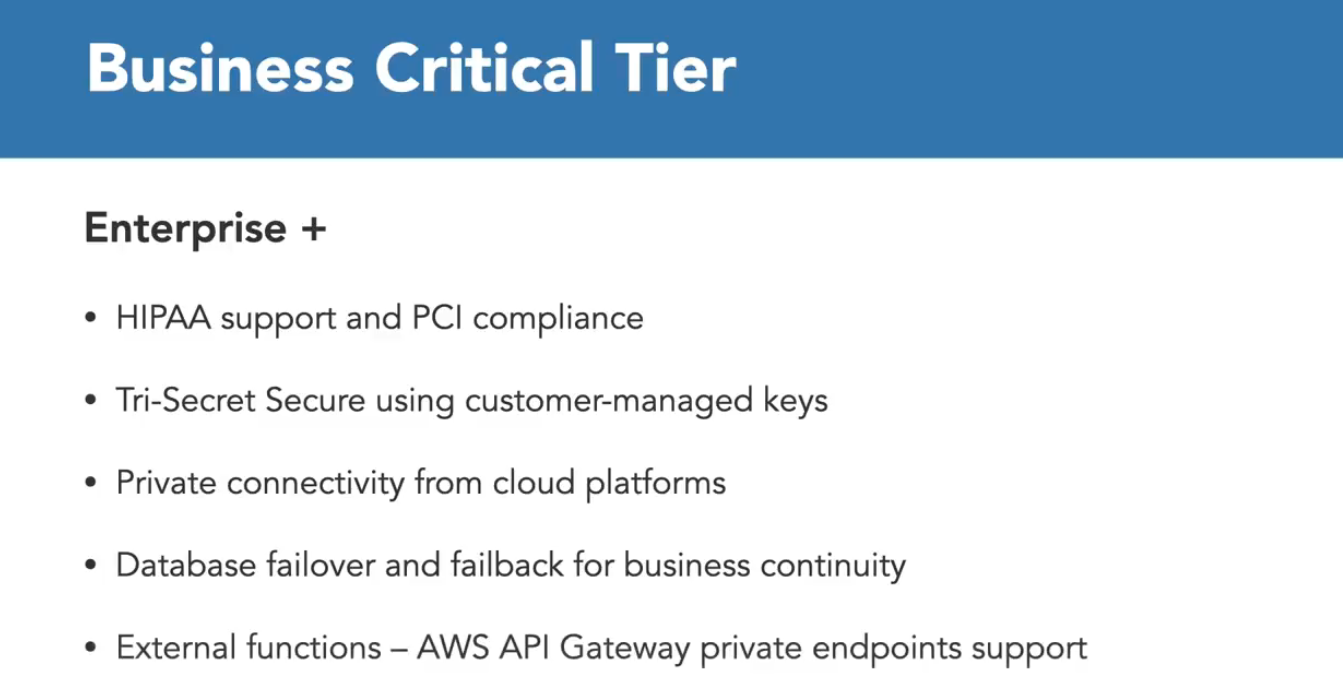 Business Critical Tier
Enterprise +
• HIPAA support and PCI compliance
• Tri-Secret Secure using customer-managed keys
• Private connectivity from cloud platforms
• Database failover and failback for business continuity
• External functions – AWS API Gateway private endpoints support